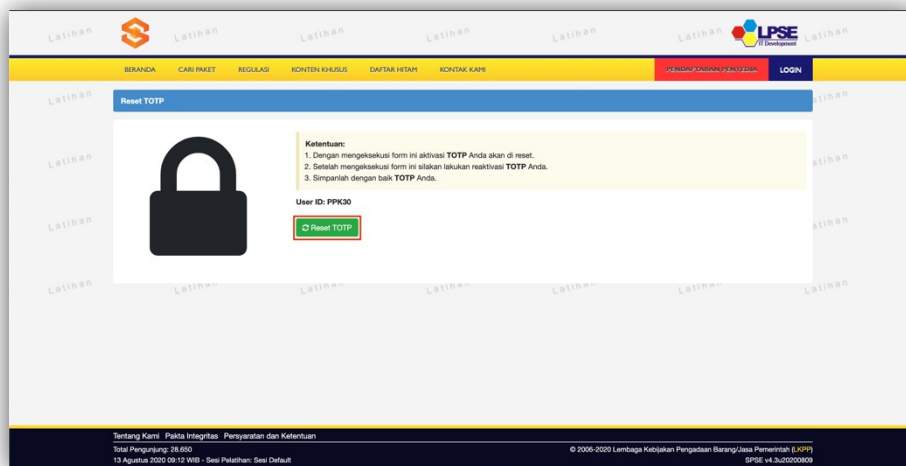 Latihan Latihan Latihan Latihan Latihan Latihan Latihan
LPSE
IT Development
BERANDA CARI PAKET REGULASI KONTEN KHUSUS DAFTAR HITAM KONTAK KAMI PENDAFTARAN PENYEDIA LOGIN
Latihan Latihan
Reset TOTP
Ketentuan:
1. Dengan mengeksekusi form ini aktivasi TOTP Anda akan di reset.
2. Setelah mengeksekusi form ini silakan lakukan reaktivasi TOTP Anda.
3. Simpanlah dengan baik TOTP Anda.
Latihan Latihan
User ID: PPK30
Latihan Latihan
Reset TOTP
Latihan Latihan Latihan Latihan Latihan Latihan Latihan
Tentang Kami Pakta Integritas Persyaratan dan Ketentuan
Total Pengunjung: 28.650 © 2006-2020 Lembaga Kebijakan Pengadaan Barang/Jasa Pemerintah (LKPP)
13 Agustus 2020 09:12 WIB - Sesi Pelatihan: Sesi Default SPSE v4.3u20200809